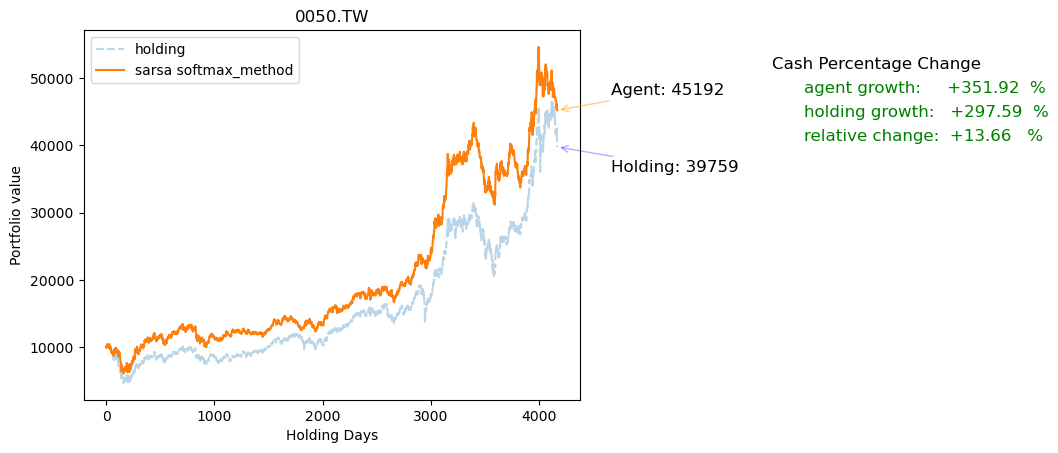 0050.TW
holding
sarsa softmax_method
Portfolio value
50000
40000
30000
20000
10000
0
1000
2000
3000
4000
Holding Days
Agent: 45192
Holding: 39759
Cash Percentage Change
agent growth: +351.92 %
holding growth: +297.59 %
relative change: +13.66 %